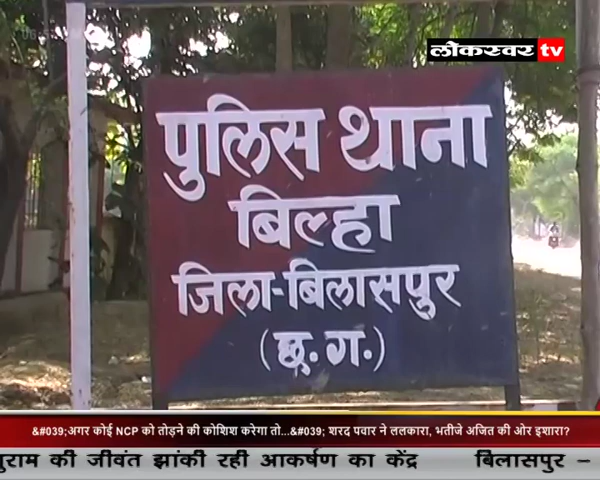 लोकस्वर tv
पुलिस थाना
बिल्हा
जिला-बिलासपुर
(छ.ग.)
&#039;अगर कोई NCP को तोड़ने की कोशिश करेगा तो...&#039; शरद पवार ने ललकारा, भतीजे अजित की ओर इशारा?
की जीवंत झांकी रही आकर्षण का केंद्र बिलासपुर –